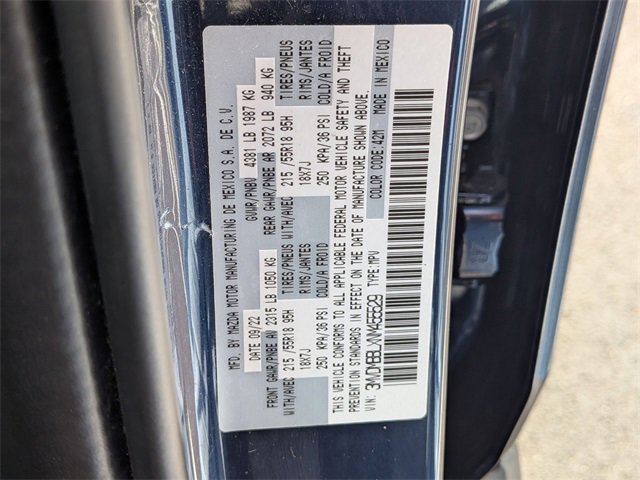 MFD. BY MAZDA MOTOR MANUFACTURING DE MEXICO S.A. DE C.V.
DATE 09/22 GVWR/PNBV 4381 LB 1987 KG
FRONT GAWR/PNBE AV 2315 LB 1050 KG REAR GAWR/PNBE AR 2072 LB 940 KG
WITH/AVEC 215 /55R18 95H TIRES/PNEUS WITH/AVEC 215 /55R18 95H TIRES/PNEUS
18X7J RIMS/JANTES 18X7J RIMS/JANTES
250 KPA/36 PSI COLD/A FROID 250 KPA/36 PSI COLD/A FROID
THIS VEHICLE CONFORMS TO ALL APPLICABLE FEDERAL MOTOR VEHICLE SAFETY AND THEFT
PREVENTION STANDARDS IN EFFECT ON THE DATE OF MANUFACTURE SHOWN ABOVE.
VIN: TYPE:MPV COLOR CODE:42M MADE IN MEXICO